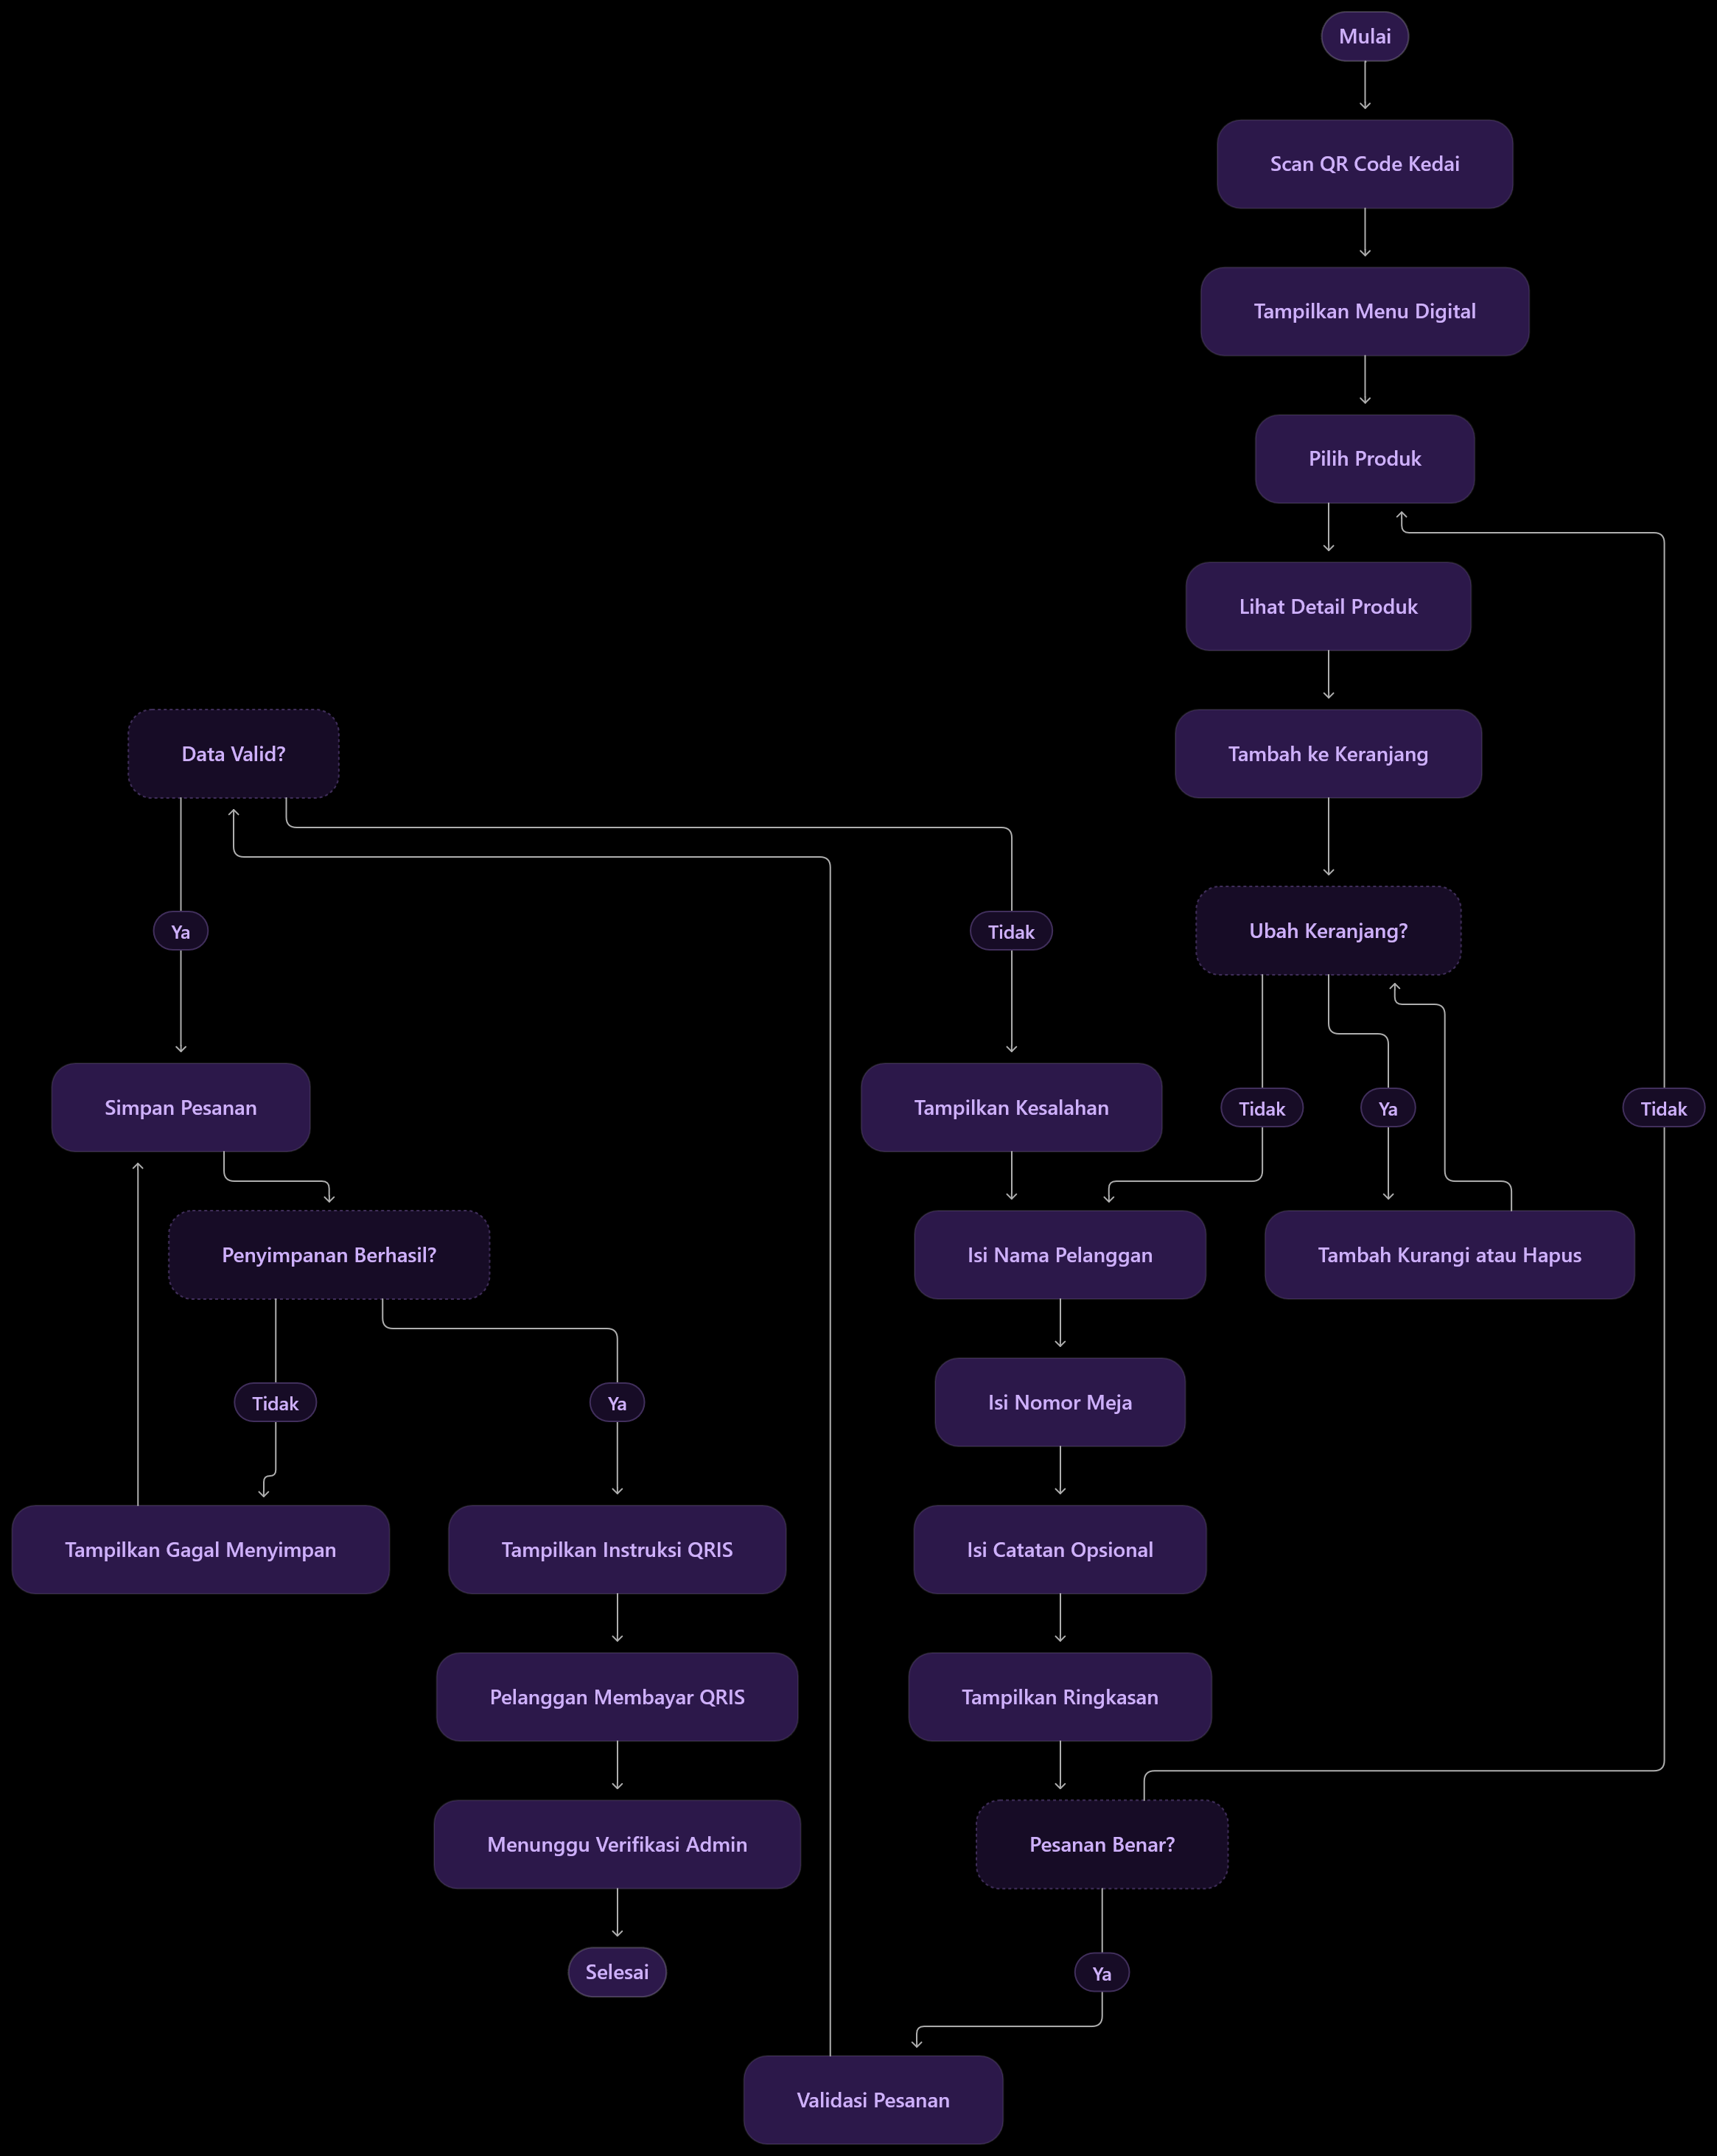 Mulai
Scan QR Code Kedai
Tampilkan Menu Digital
Pilih Produk
Lihat Detail Produk
Data Valid?
Tambah ke Keranjang
Ya
Tidak
Ubah Keranjang?
Simpan Pesanan
Tampilkan Kesalahan
Tidak
Ya
Tidak
Penyimpanan Berhasil?
Isi Nama Pelanggan
Tambah Kurangi atau Hapus
Tidak
Ya
Isi Nomor Meja
Tampilkan Gagal Menyimpan
Tampilkan Instruksi QRIS
Isi Catatan Opsional
Pelanggan Membayar QRIS
Tampilkan Ringkasan
Menunggu Verifikasi Admin
Pesanan Benar?
Selesai
Ya
Validasi Pesanan